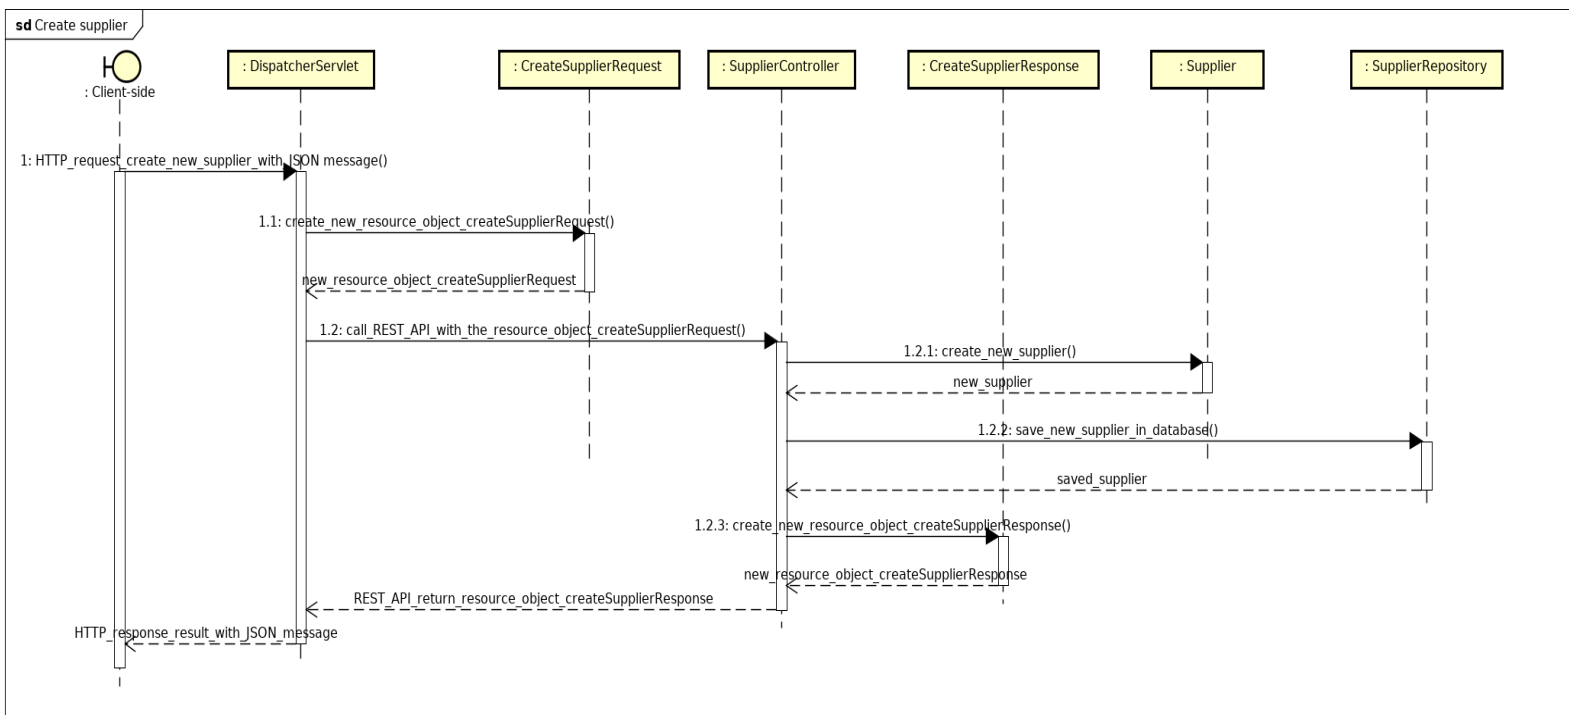 sd Create supplier
: Client-side
: DispatcherServlet
: CreateSupplierRequest
: SupplierController
: CreateSupplierResponse
: Supplier
: SupplierRepository
1: HTTP_request_create_new_supplier_with_JSON message()
1.1: create_new_resource_object_createSupplierRequest()
new_resource_object_createSupplierRequest
1.2: call_REST_API_with_the_resource_object_createSupplierRequest()
1.2.1: create_new_supplier()
new_supplier
1.2.2: save_new_supplier_in_database()
saved_supplier
1.2.3: create_new_resource_object_createSupplierResponse()
new_resource_object_createSupplierResponse
REST_API_return_resource_object_createSupplierResponse
HTTP_response_result_with_JSON_message